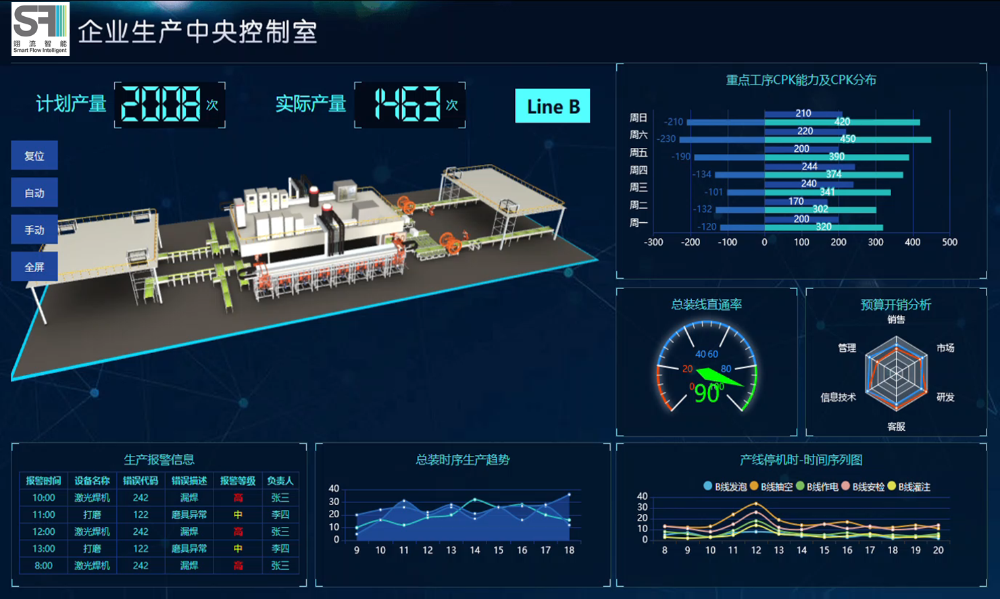 SFI
翊流智能
Smart Flow Intelligent
企业生产中央控制室
计划产量 2008 次
实际产量 1463 次
Line B
复位
自动
手动
全屏
重点工序CPK能力及CPK分布
周日 -210 210 420
周六 -230 220 450
周五 -190 200 390
周四 -134 244 374
周三 -101 240 341
周二 -132 170 302
周一 -120 200 320
-300 -200 -100 0 100 200 300 400 500
总装线直通率
0 20 40 60 80 100
90
预算开销分析
销售
管理 市场
信息技术 研发
客服
生产报警信息
报警时间 设备名称 错误代码 错误描述 报警等级 负责人
10:00 激光焊机 242 漏焊 高 张三
11:00 打磨 122 磨具异常 中 李四
12:00 激光焊机 242 漏焊 高 张三
13:00 打磨 122 磨具异常 中 李四
8:00 激光焊机 242 漏焊 高 张三
总装时序生产趋势
40
30
20
10
0
9 10 11 12 13 14 15 16 17 18
产线停机时-时间序列图
B线发泡 B线抽空 B线作电 B线安检 B线灌注
40
30
20
10
0
8 9 10 11 12 13 14 15 16 17 18 19 20